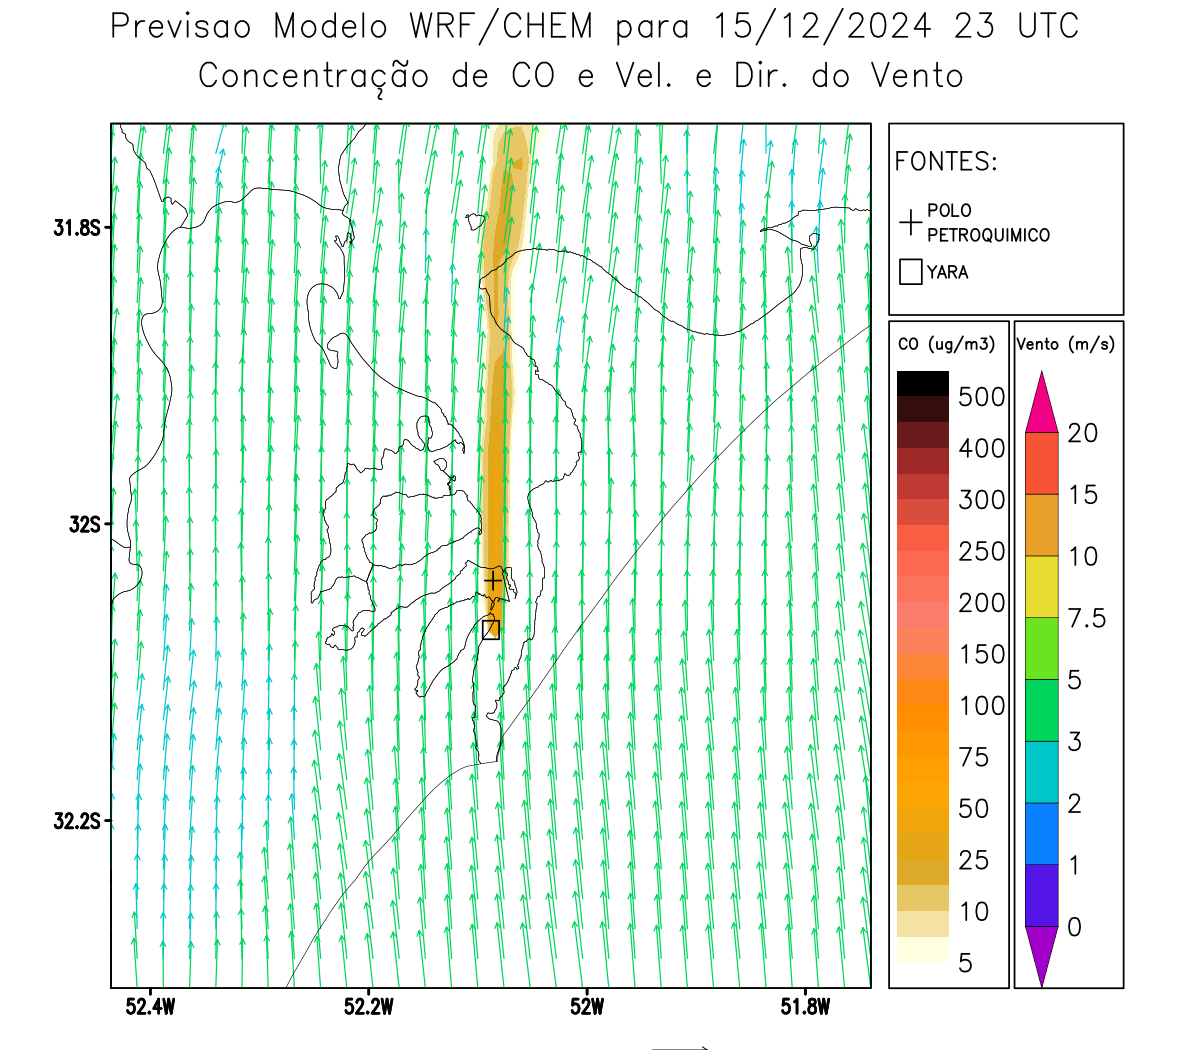 Previsao Modelo WRF/CHEM para 15/12/2024 23 UTC
Concentração de CO e Vel. e Dir. do Vento
FONTES:
POLO
PETROQUIMICO
YARA
CO (ug/m3)
500
400
300
250
200
150
100
75
50
25
10
5
Vento (m/s)
20
15
10
7.5
5
3
2
1
0
31.8S
32S
32.2S
52.4W
52.2W
52W
51.8W